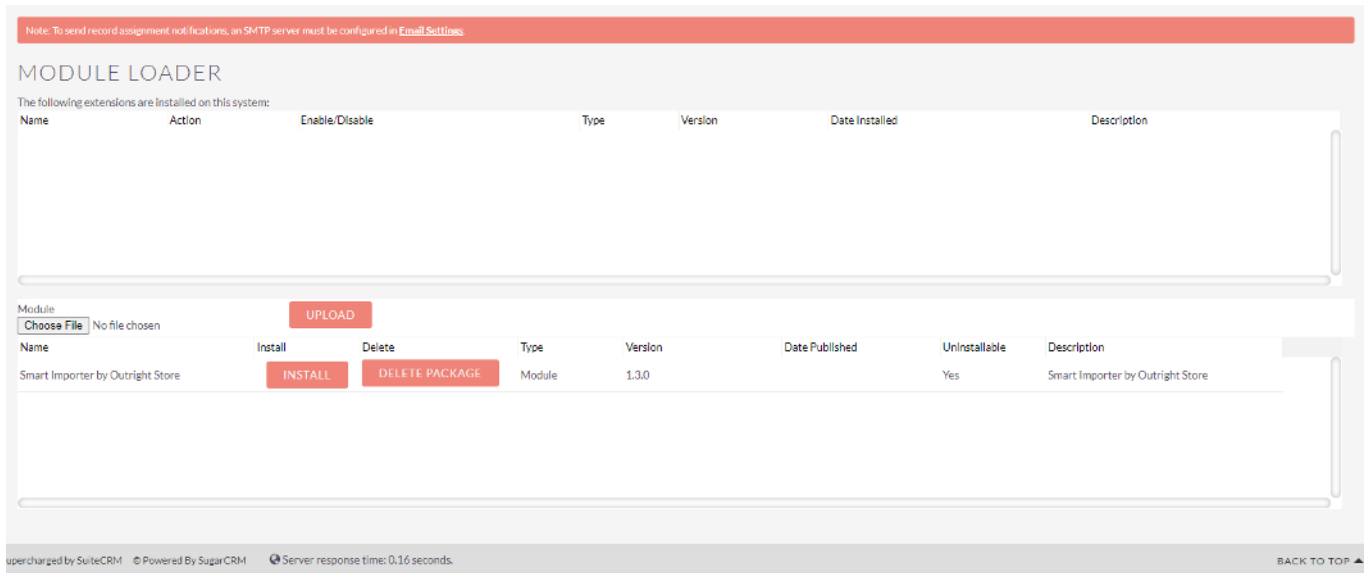 Note: To send record assignment notifications, an SMTP server must be configured in Email Settings.
MODULE LOADER
The following extensions are installed on this system:
Name Action Enable/Disable Type Version Date Installed Description
Module
Choose File No file chosen UPLOAD
Name Install Delete Type Version Date Published Uninstallable Description
Smart Importer by Outright Store INSTALL DELETE PACKAGE Module 1.3.0 Yes Smart Importer by Outright Store
upercharged by SuiteCRM © Powered By SugarCRM Server response time: 0.16 seconds. BACK TO TOP